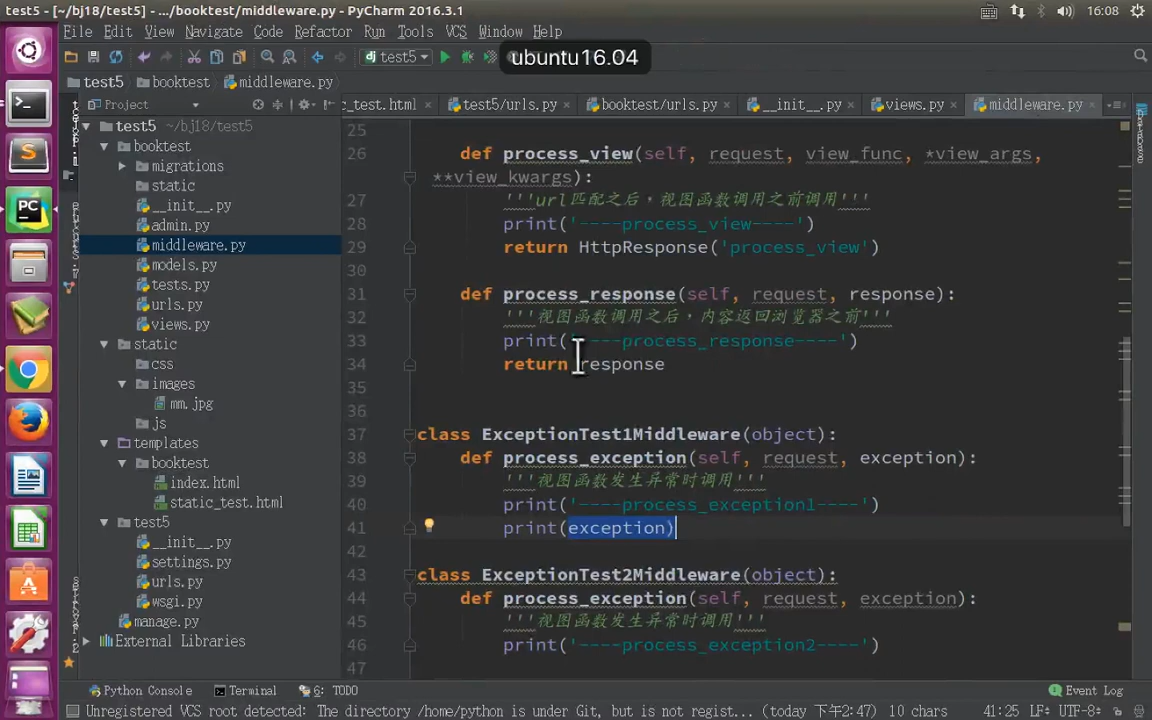 test5 - [~/bj18/test5] - .../booktest/middleware.py - PyCharm 2016.3.1
16:08
File Edit View Navigate Code Refactor Run Tools VCS Window Help
test5
ubuntu16.04
test5 booktest middleware.py
Project
c_test.html test5/urls.py booktest/urls.py __init__.py views.py middleware.py
test5 ~/bj18/test5
booktest
migrations
static
__init__.py
admin.py
middleware.py
models.py
tests.py
urls.py
views.py
static
css
images
mm.jpg
js
templates
booktest
index.html
static_test.html
test5
__init__.py
settings.py
urls.py
wsgi.py
manage.py
External Libraries
25
26 def process_view(self, request, view_func, *view_args,
**view_kwargs):
27 '''url匹配之后，视图函数调用之前调用'''
28 print('----process_view----')
29 return HttpResponse('process_view')
30
31 def process_response(self, request, response):
32 '''视图函数调用之后，内容返回浏览器之前'''
33 print('----process_response----')
34 return response
35
36
37 class ExceptionTest1Middleware(object):
38 def process_exception(self, request, exception):
39 '''视图函数发生异常时调用'''
40 print('----process_exception1----')
41 print(exception)
42
43 class ExceptionTest2Middleware(object):
44 def process_exception(self, request, exception):
45 '''视图函数发生异常时调用'''
46 print('----process_exception2----')
47
Python Console Terminal 6: TODO Event Log
Unregistered VCS root detected: The directory /home/python is under Git, but is not regist... (today 下午2:47) 10 chars 41:25 LF÷ UTF-8÷